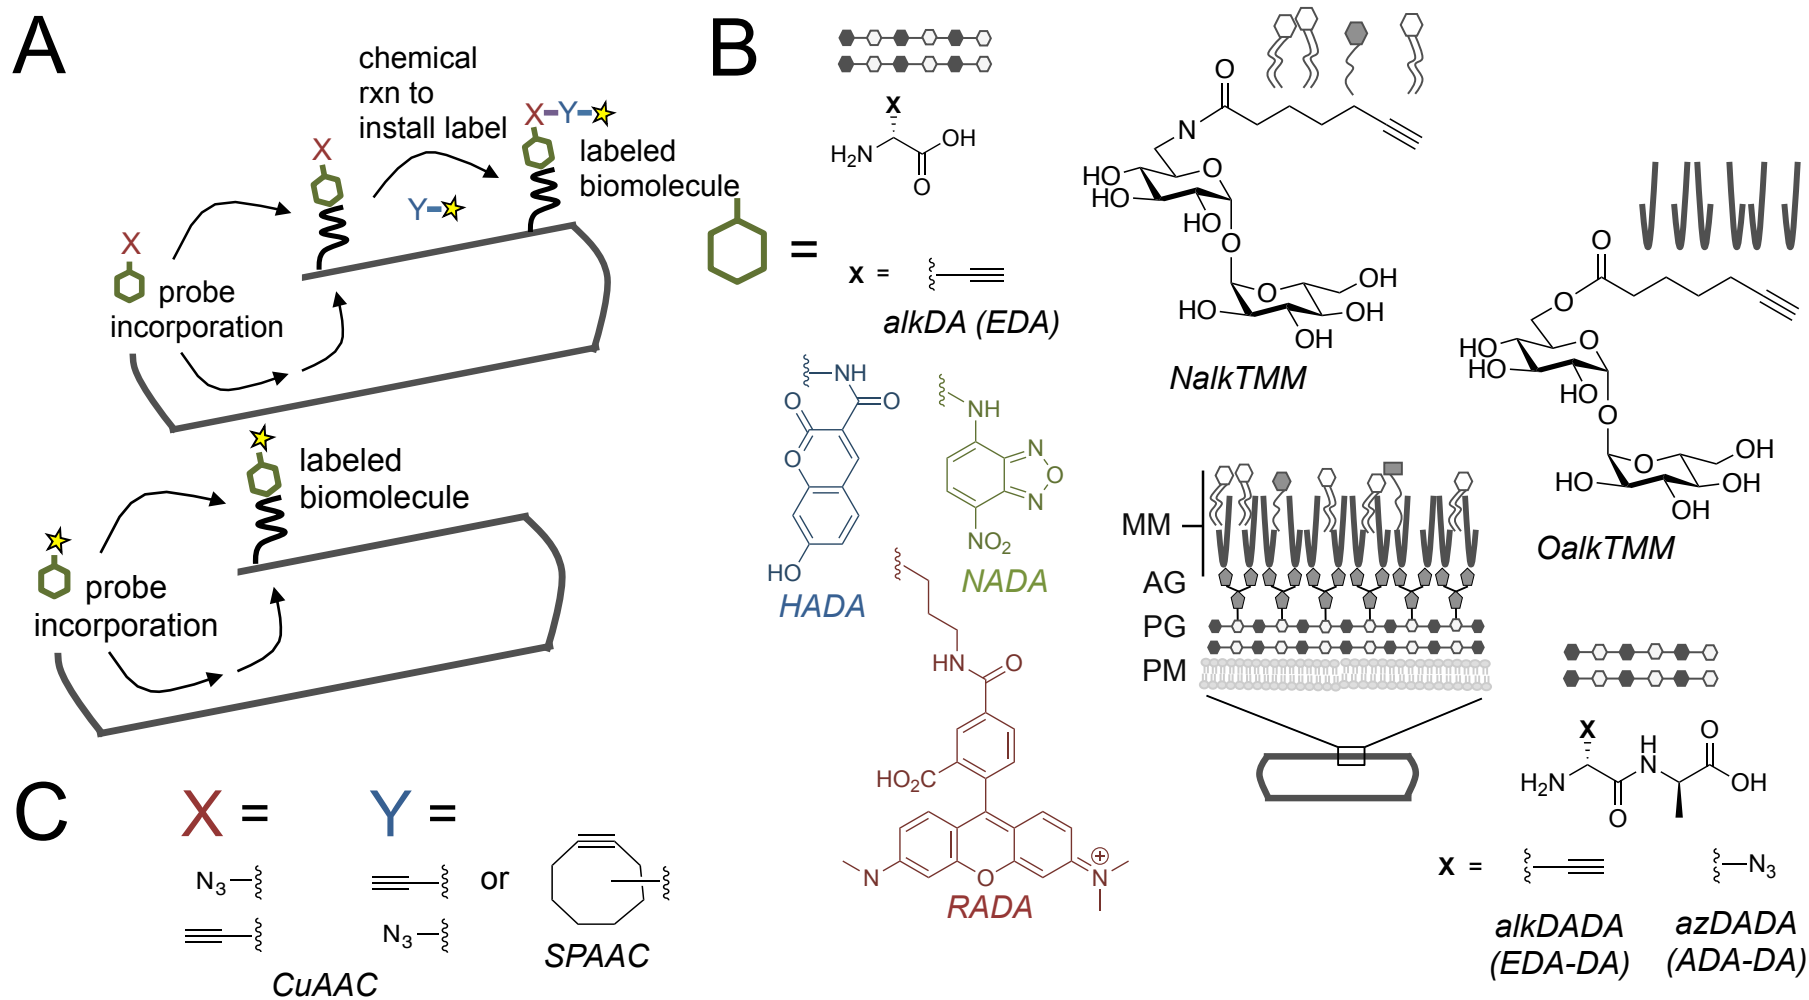 A
chemical
rxn to
install label
X
X–Y–
labeled
biomolecule
Y–
X
probe
incorporation
labeled
biomolecule
probe
incorporation
B
=
X
H2N
OH
O
X =
alkDA (EDA)
O
N
HO
HO
O
HO
O
O
OH
HO
HO
OH
OH
NalkTMM
O
O
HO
HO
O
HO
O
O
OH
HO
HO
OH
OH
OalkTMM
NH
O
O
O
HO
HADA
NH
N
O
N
NO2
NADA
HN
O
HO2C
N
O
N
+
RADA
MM
AG
PG
PM
X
H2N
O
H
N
O
OH
X =
N3
alkDADA
(EDA-DA)
azDADA
(ADA-DA)
C
X =
Y =
N3
or
N3
CuAAC
SPAAC